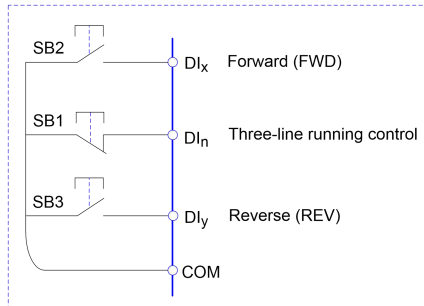 SB2 DIx Forward (FWD)
SB1 DIn Three-line running control
SB3 DIy Reverse (REV)
COM